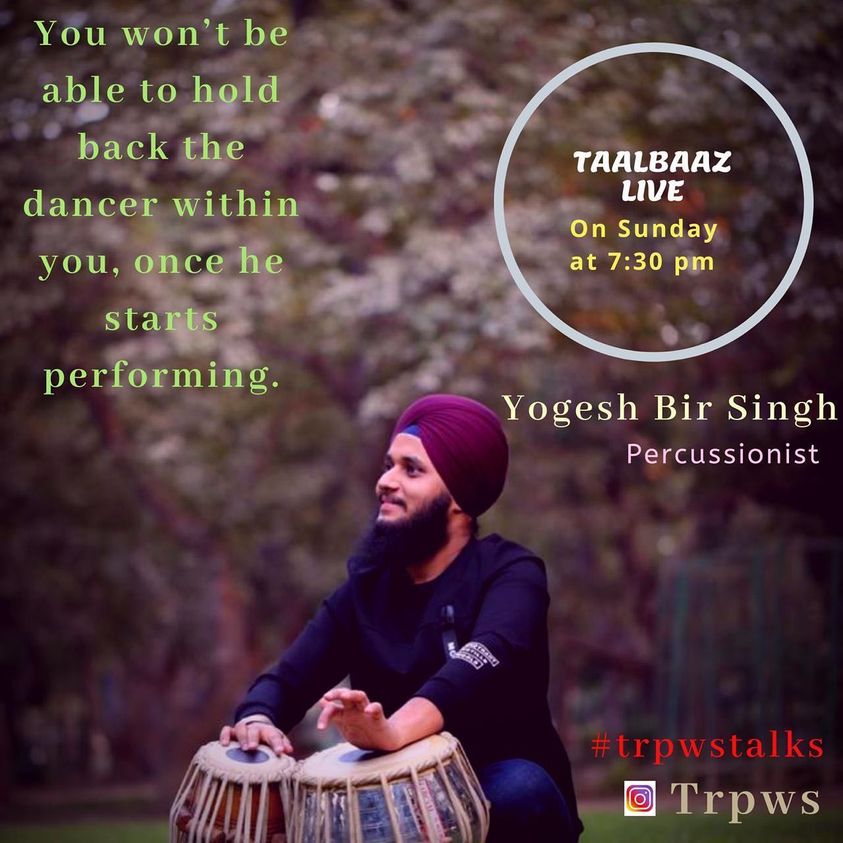 You won’t be
able to hold
back the
dancer within
you, once he
starts
performing.
TAALBAAZ
LIVE
On Sunday
at 7:30 pm
Yogesh Bir Singh
Percussionist
#trpwstalks
Trpws